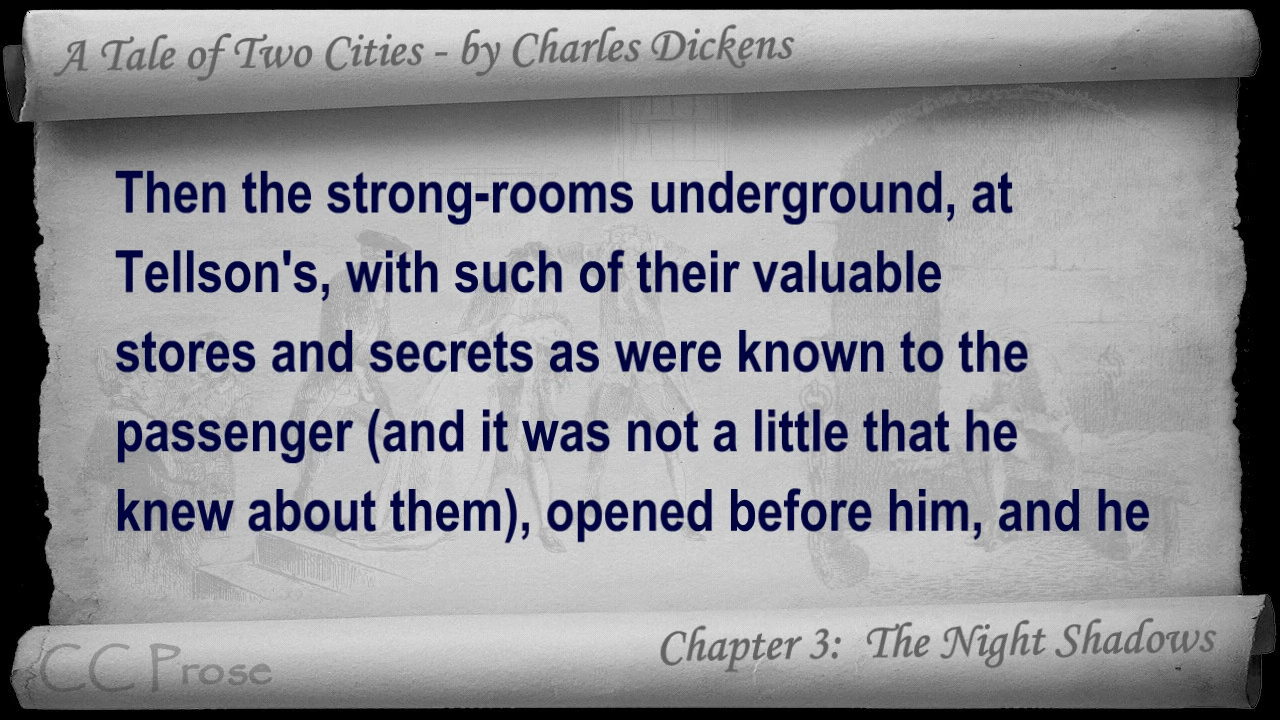 A Tale of Two Cities - by Charles Dickens
Then the strong-rooms underground, at
Tellson's, with such of their valuable
stores and secrets as were known to the
passenger (and it was not a little that he
knew about them), opened before him, and he
Chapter 3: The Night Shadows
CC Prose